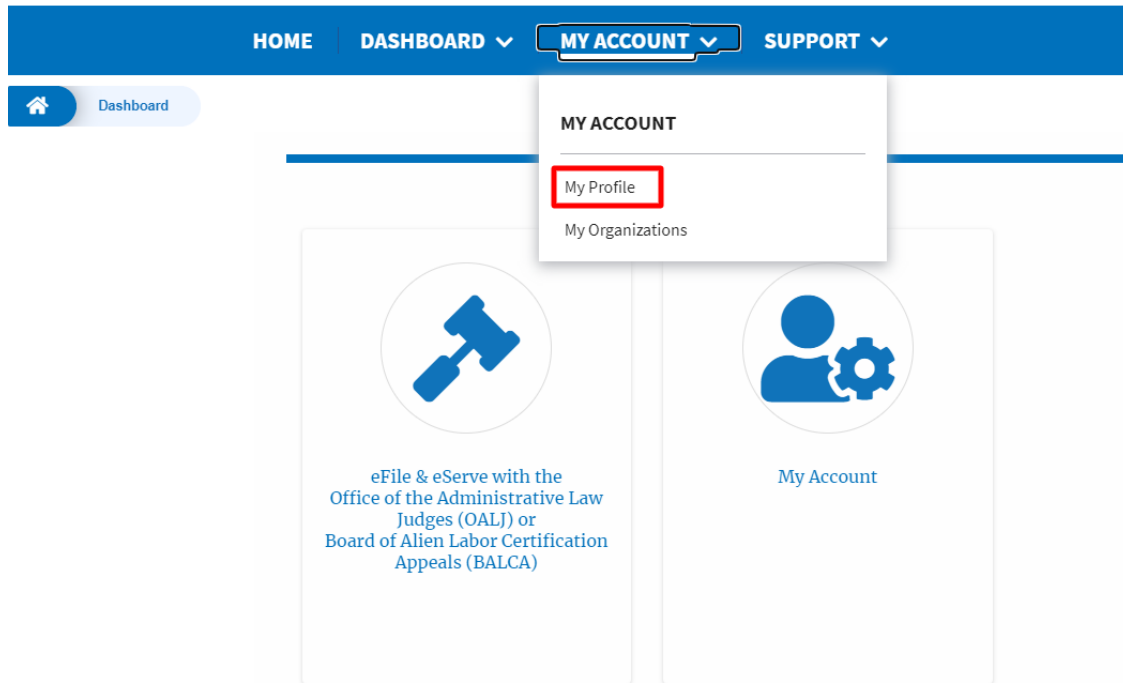 HOME DASHBOARD MY ACCOUNT SUPPORT
Dashboard
MY ACCOUNT
My Profile
My Organizations
eFile & eServe with the
Office of the Administrative Law
Judges (OALJ) or
Board of Alien Labor Certification
Appeals (BALCA)
My Account